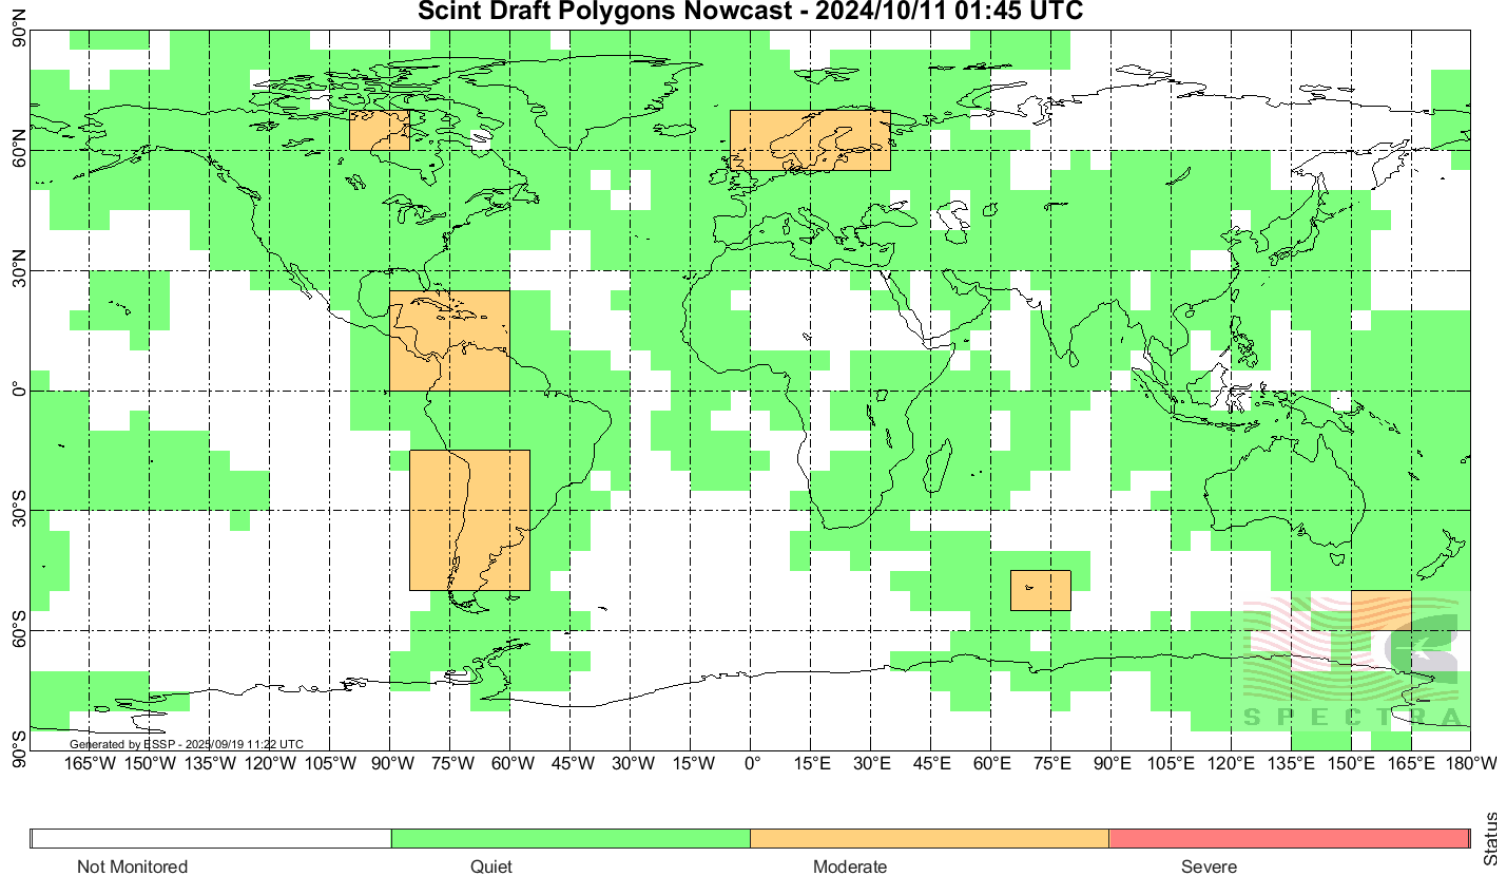 Scint Draft Polygons Nowcast - 2024/10/11 01:45 UTC
90°N
60°N
30°N
0°
30°S
60°S
90°S
SPECTRA
Generated by ESSP - 2025/09/19 11:22 UTC
165°W 150°W 135°W 120°W 105°W 90°W 75°W 60°W 45°W 30°W 15°W 0° 15°E 30°E 45°E 60°E 75°E 90°E 105°E 120°E 135°E 150°E 165°E 180°W
Status
Not Monitored Quiet Moderate Severe